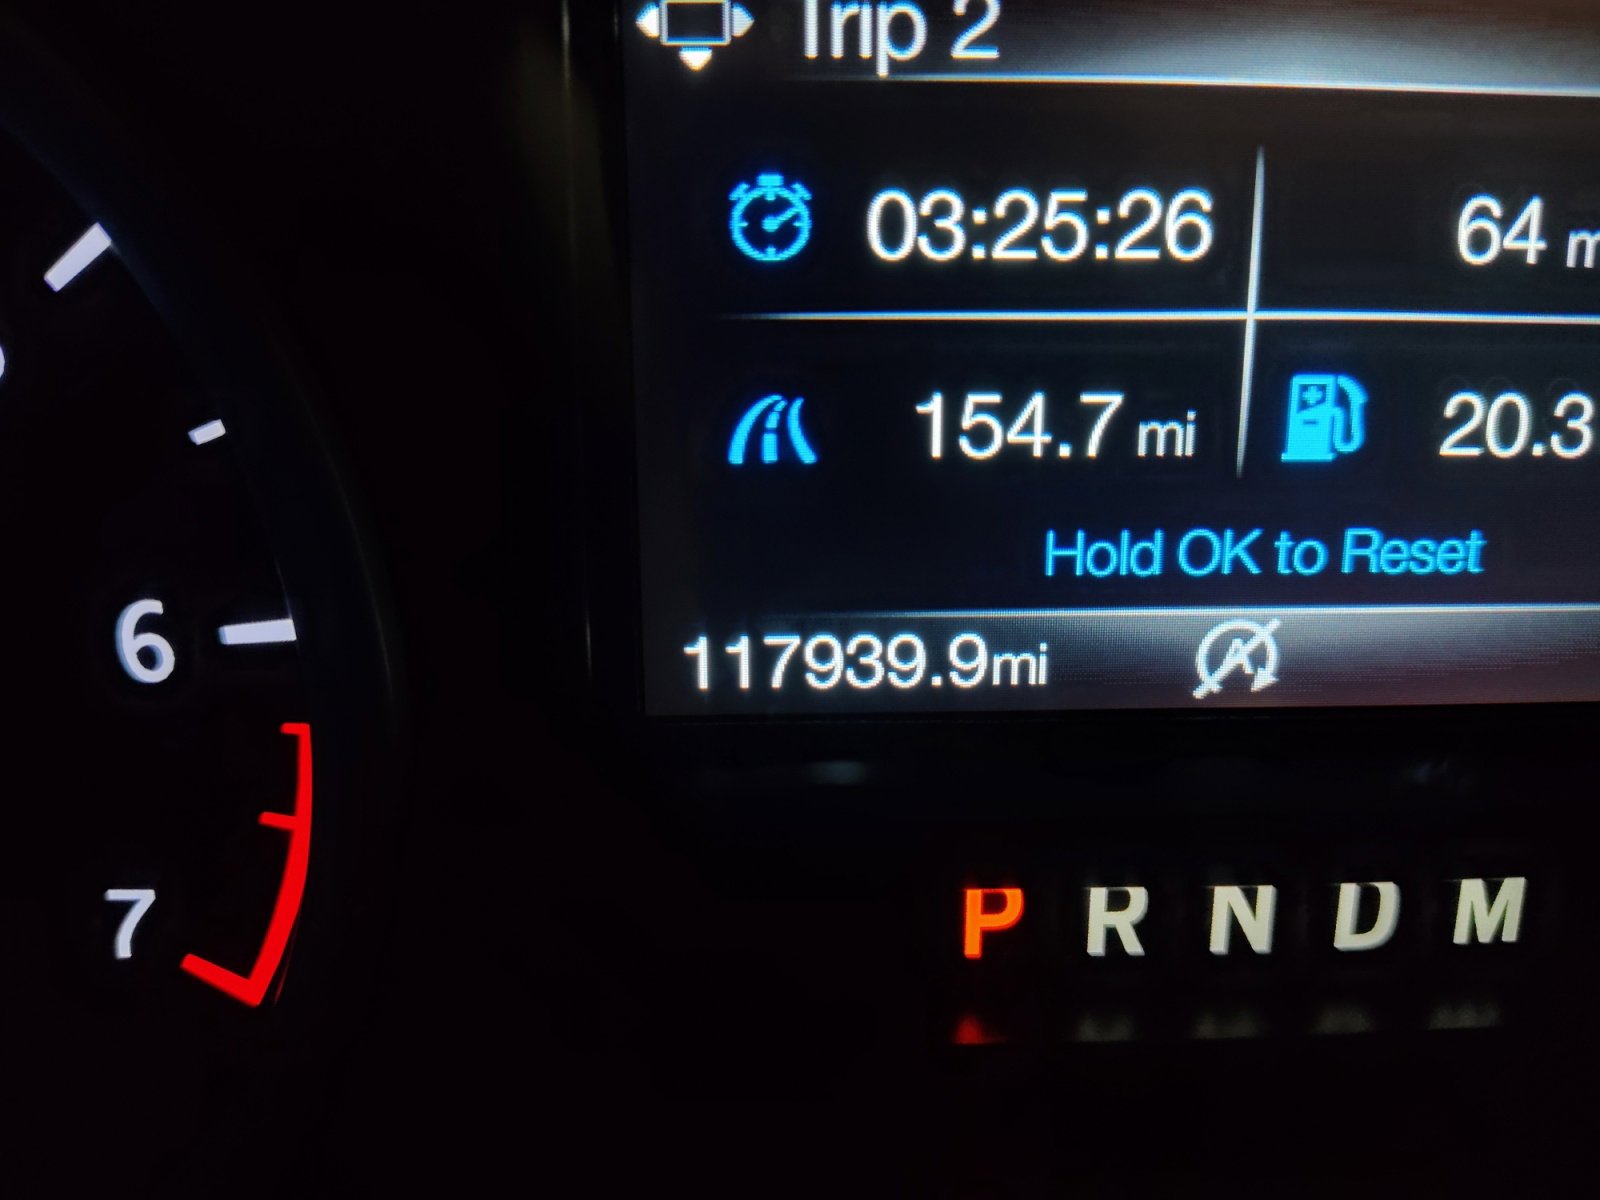 Trip 2
03:25:26 64 m
154.7 mi 20.3
Hold OK to Reset
117939.9mi
6
7
P R N D M